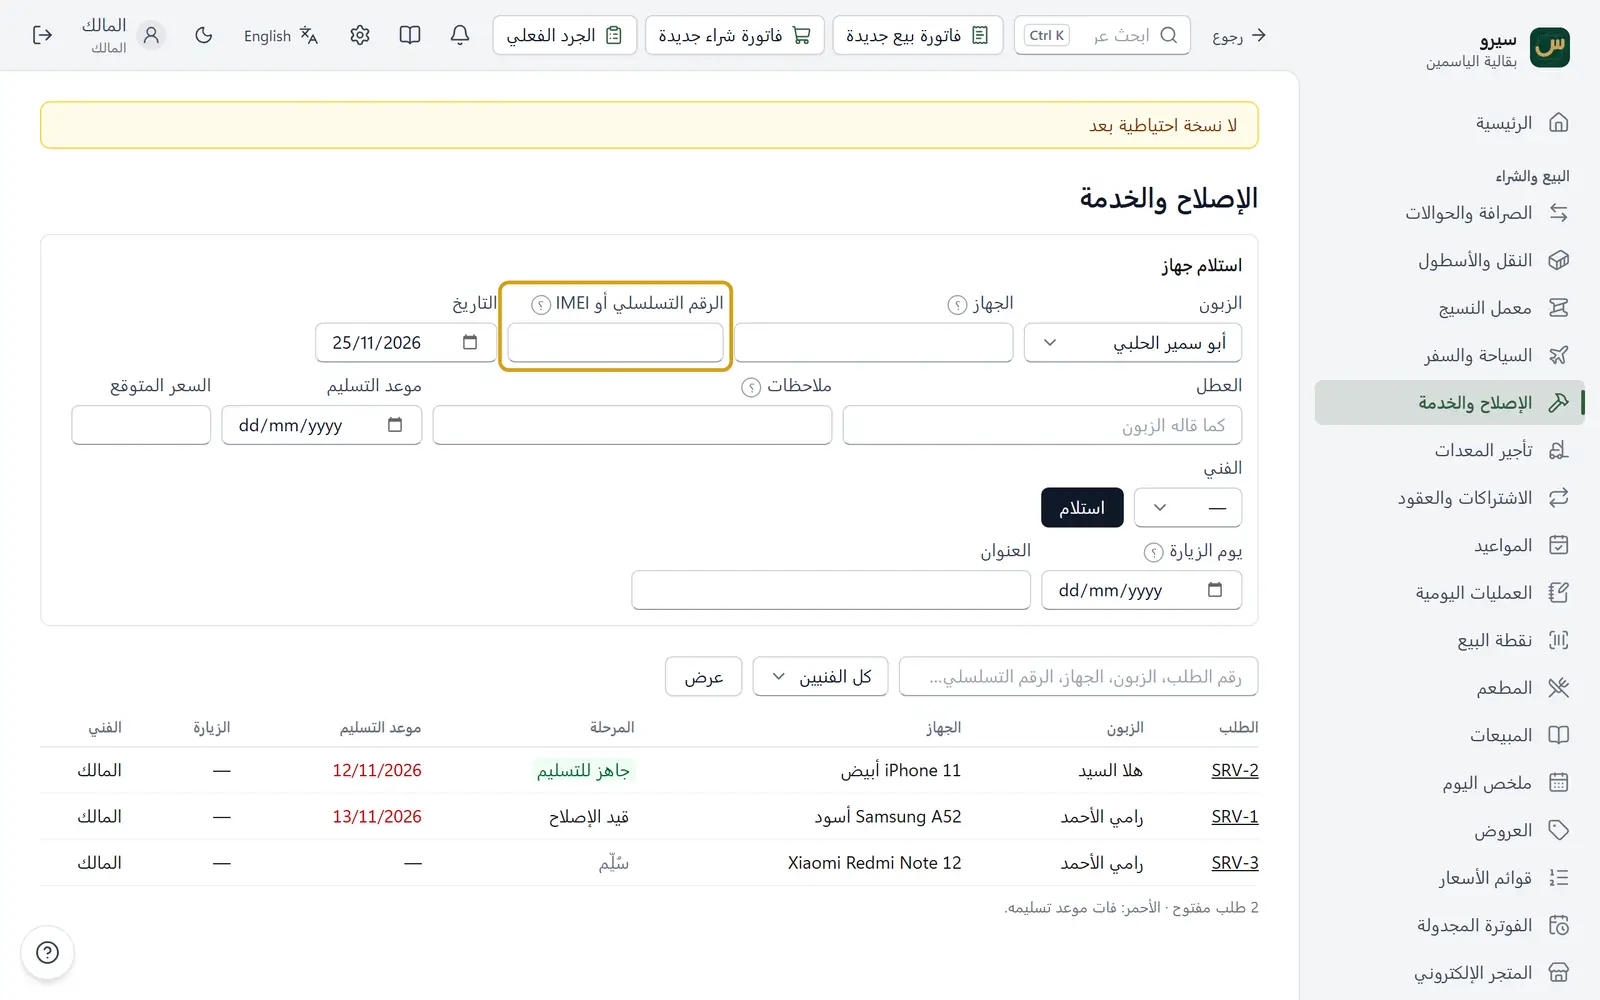 سيرو
بقالية الياسمين
رجوع
ابحث عن
Ctrl K
فاتورة بيع جديدة
فاتورة شراء جديدة
الجرد الفعلي
English
المالك
المالك
الرئيسية
البيع والشراء
الصرافة والحوالات
النقل والأسطول
معمل النسيج
السياحة والسفر
الإصلاح والخدمة
تأجير المعدات
الاشتراكات والعقود
المواعيد
العمليات اليومية
نقطة البيع
المطعم
المبيعات
ملخص اليوم
العروض
قوائم الأسعار
الفوترة المجدولة
المتجر الإلكتروني
لا نسخة احتياطية بعد
الإصلاح والخدمة
استلام جهاز
الزبون
الجهاز ؟
الرقم التسلسلي أو IMEI ؟
التاريخ
أبو سمير الحلبي
25/11/2026
العطل
ملاحظات ؟
موعد التسليم
السعر المتوقع
كما قاله الزبون
dd/mm/yyyy
الفني
—
استلام
يوم الزيارة ؟
العنوان
dd/mm/yyyy
رقم الطلب، الزبون، الجهاز، الرقم التسلسلي...
كل الفنيين
عرض
الطلب الزبون الجهاز المرحلة موعد التسليم الزيارة الفني
SRV-2 هلا السيد iPhone 11 أبيض جاهز للتسليم 12/11/2026 — المالك
SRV-1 رامي الأحمد Samsung A52 أسود قيد الإصلاح 13/11/2026 — المالك
SRV-3 رامي الأحمد Xiaomi Redmi Note 12 سُلّم — — المالك
2 طلب مفتوح · الأحمر: فات موعد تسليمه.